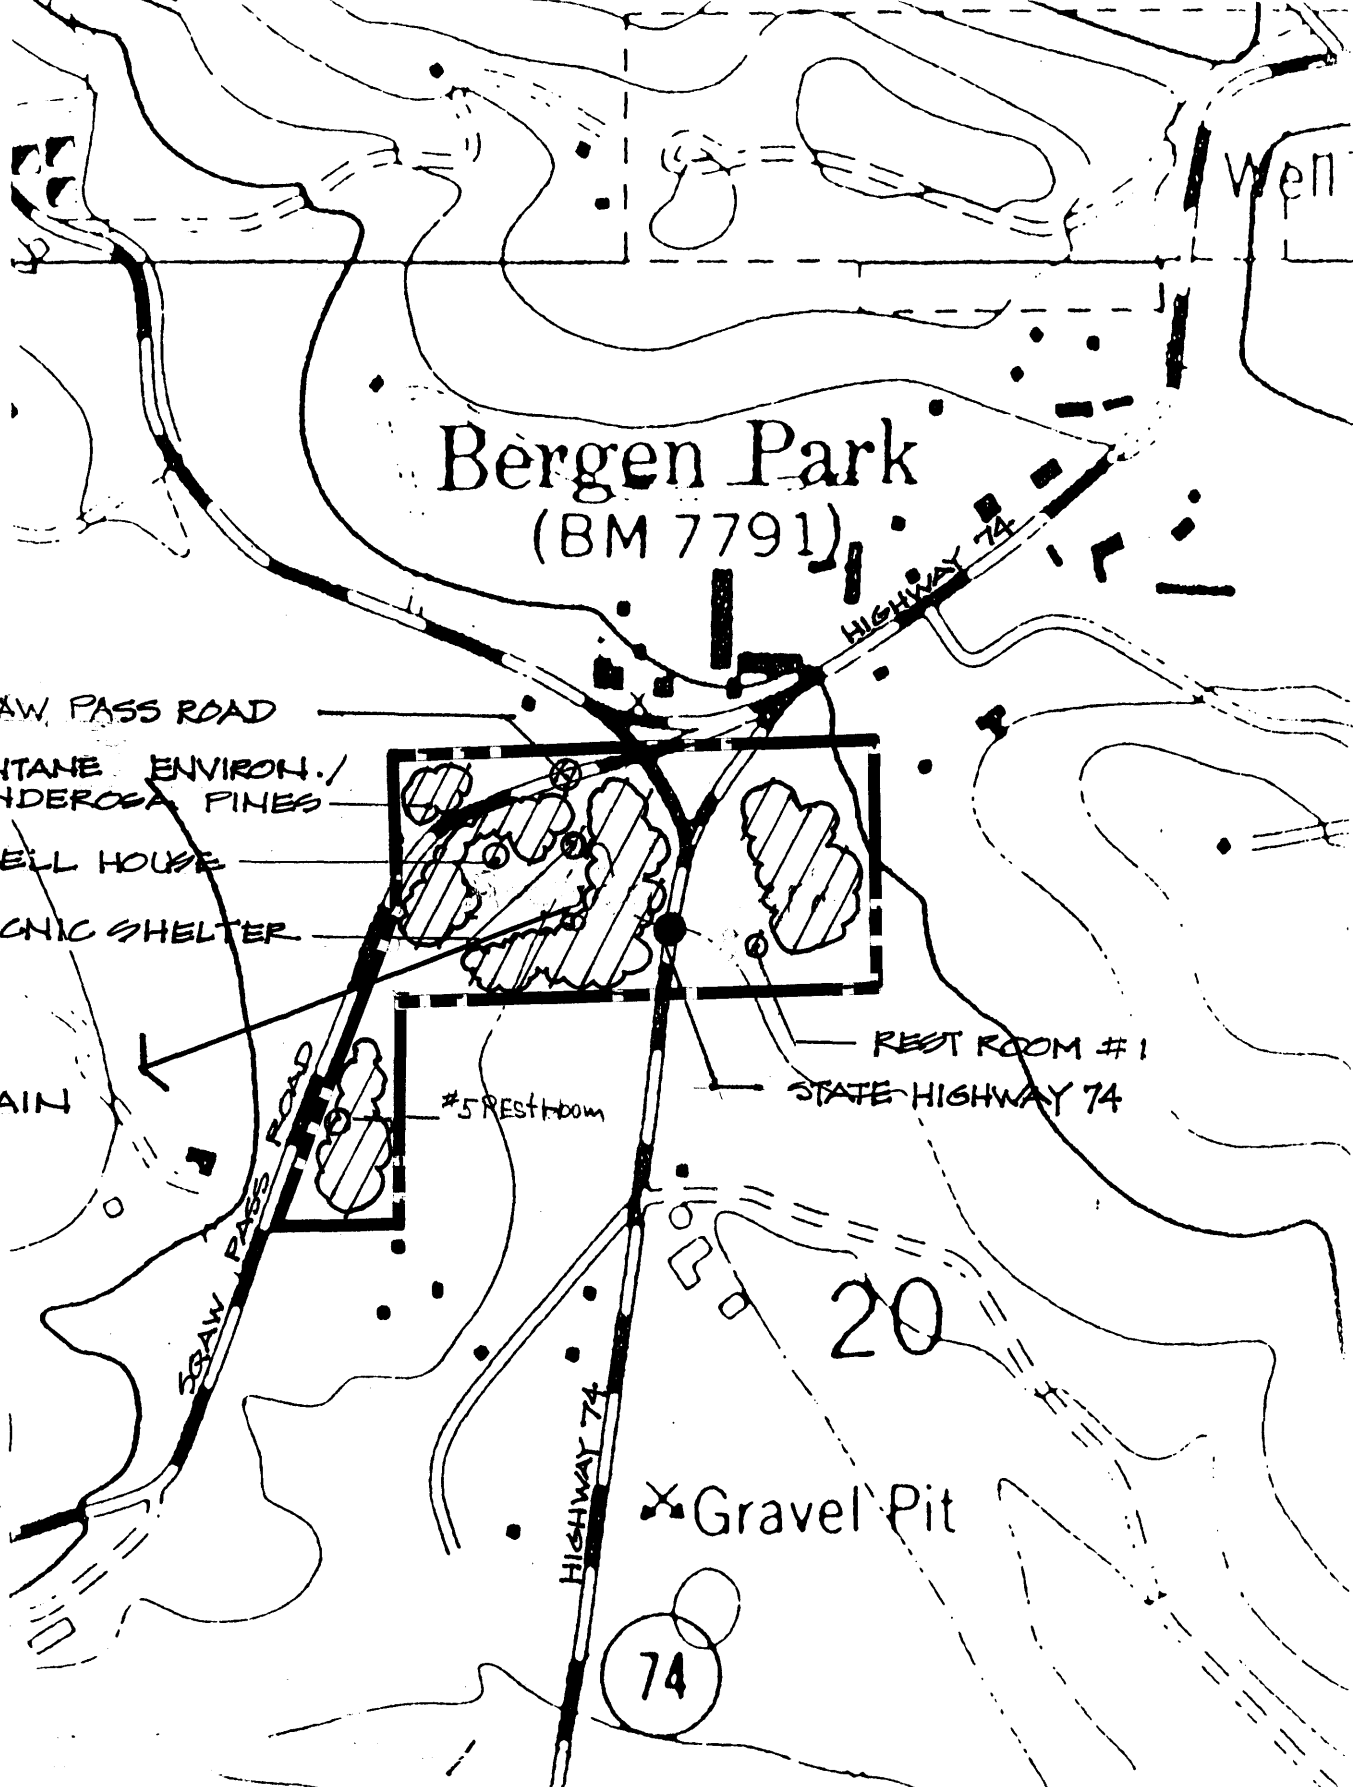 Well
Bergen Park
(BM 7791)
HIGHWAY 74
AW PASS ROAD
NTANE ENVIRON./
NDEROSA PINES
ELL HOUSE
CNIC SHELTER
REST ROOM #1
STATE HIGHWAY 74
AIN
#5 RESTROOM
SQAW PASS ROAD
20
HIGHWAY 74
Gravel Pit
74